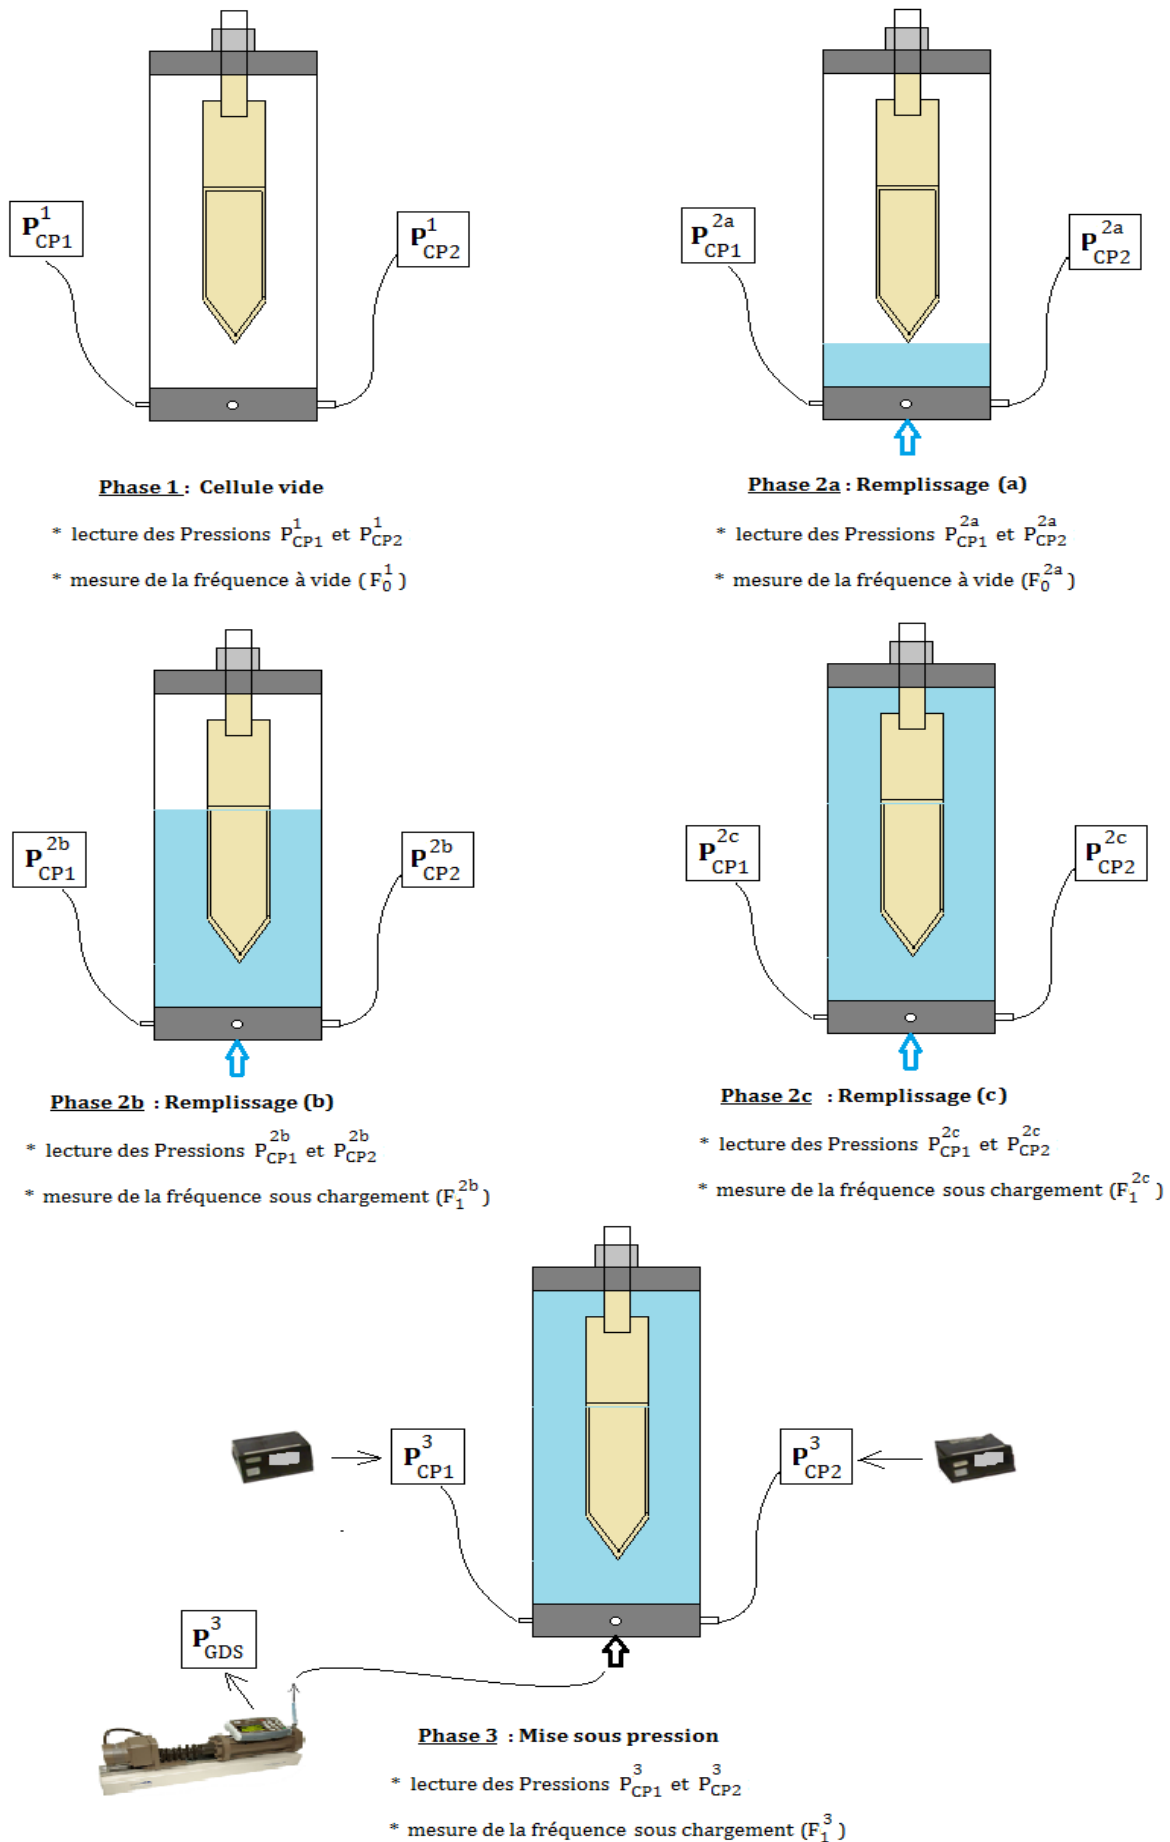 P¹CP1
P¹CP2
P²ᵃCP1
P²ᵃCP2
Phase 1 : Cellule vide
* lecture des Pressions P¹CP1 et P¹CP2
* mesure de la fréquence à vide ( F¹0 )
Phase 2a : Remplissage (a)
* lecture des Pressions P²ᵃCP1 et P²ᵃCP2
* mesure de la fréquence à vide (F²ᵃ0 )
P²ᵇCP1
P²ᵇCP2
P²ᶜCP1
P²ᶜCP2
Phase 2b : Remplissage (b)
* lecture des Pressions P²ᵇCP1 et P²ᵇCP2
* mesure de la fréquence sous chargement (F²ᵇ1 )
Phase 2c : Remplissage (c)
* lecture des Pressions P²ᶜCP1 et P²ᶜCP2
* mesure de la fréquence sous chargement (F²ᶜ1 )
P³CP1
P³CP2
P³GDS
Phase 3 : Mise sous pression
* lecture des Pressions P³CP1 et P³CP2
* mesure de la fréquence sous chargement (F³1 )